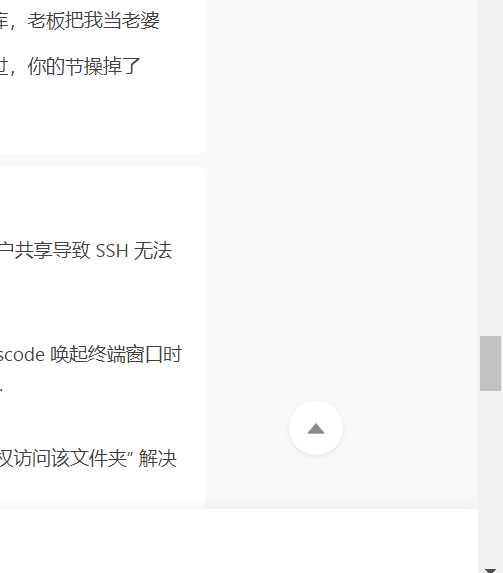 库，老板把我当老婆
过，你的节操掉了
户共享导致 SSH 无法
scode 唤起终端窗口时
.
权访问该文件夹” 解决